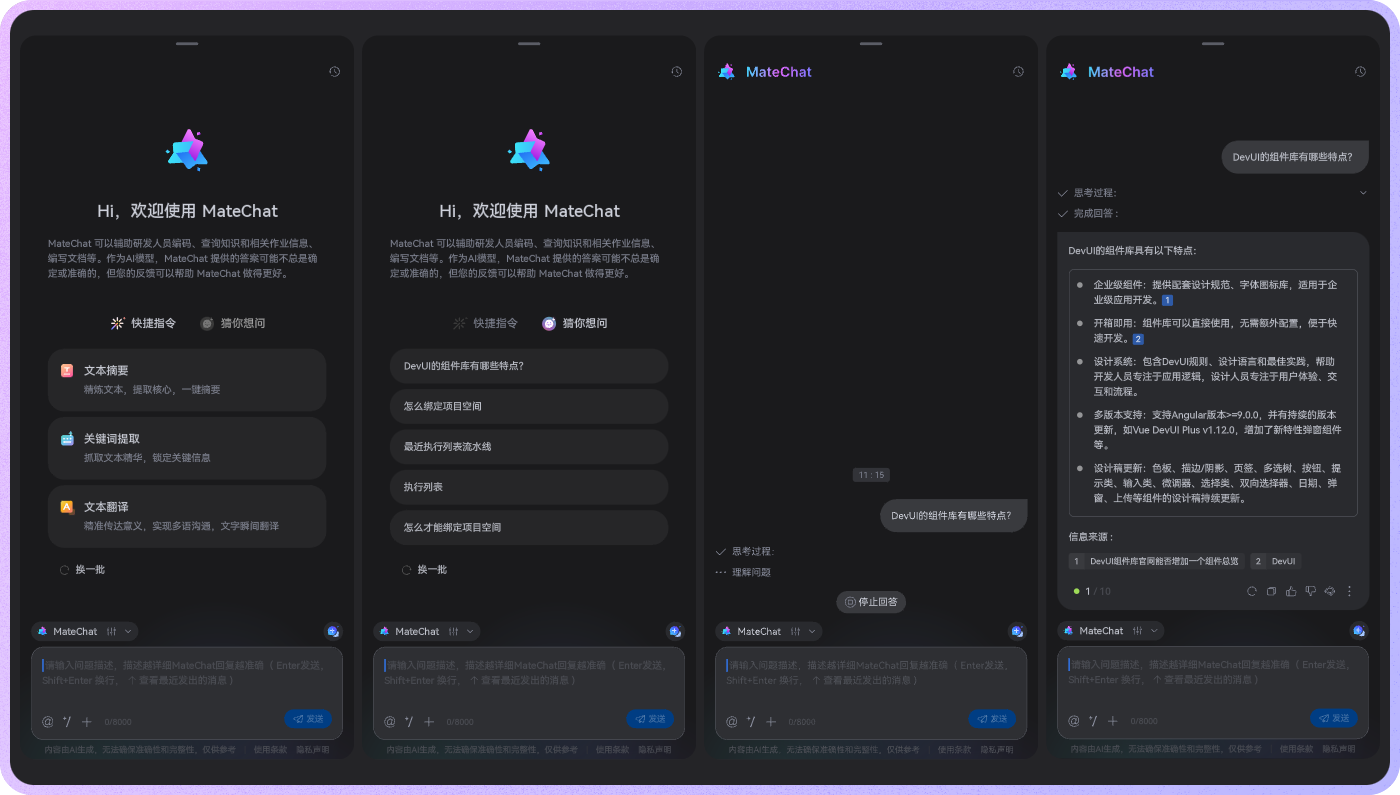 Hi，欢迎使用 MateChat
MateChat 可以辅助研发人员编码、查询知识和相关作业信息、
编写文档等。作为AI模型，MateChat 提供的答案可能不总是确
定或准确的，但您的反馈可以帮助 MateChat 做得更好。
快捷指令
猜你想问
文本摘要
精炼文本，提取核心，一键摘要
关键词提取
抓取文本精华，锁定关键信息
文本翻译
精准传达意义，实现多语沟通，文字瞬间翻译
换一批
MateChat
请输入问题描述，描述越详细MateChat回复越准确（ Enter发送，
Shift+Enter 换行， 个 查看最近发出的消息 )
@
0/8000
发送
内容由AI生成，无法确保准确性和完整性，仅供参考
使用条款
隐私声明
Hi，欢迎使用 MateChat
MateChat 可以辅助研发人员编码、查询知识和相关作业信息、
编写文档等。作为AI模型，MateChat 提供的答案可能不总是确
定或准确的，但您的反馈可以帮助 MateChat 做得更好。
快捷指令
猜你想问
DevUI的组件库有哪些特点?
怎么绑定项目空间
最近执行列表流水线
执行列表
怎么才能绑定项目空间
换一批
MateChat
请输入问题描述，描述越详细MateChat回复越准确（ Enter发送，
Shift+Enter 换行， 个 查看最近发出的消息 )
@
0/8000
发送
内容由AI生成，无法确保准确性和完整性，仅供参考
使用条款
隐私声明
MateChat
11 : 15
DevUI的组件库有哪些特点?
思考过程:
理解问题
停止回答
MateChat
请输入问题描述，描述越详细MateChat回复越准确（ Enter发送，
Shift+Enter 换行， 个 查看最近发出的消息 )
@
0/8000
发送
内容由AI生成，无法确保准确性和完整性，仅供参考
使用条款
隐私声明
MateChat
DevUI的组件库有哪些特点?
思考过程:
完成回答 :
DevUI的组件库具有以下特点:
企业级组件：提供配套设计规范、字体图标库，适用于企
业级应用开发。 1
开箱即用：组件库可以直接使用，无需额外配置，便于快
速开发。 2
设计系统：包含DevUI规则、设计语言和最佳实践，帮助
开发人员专注于应用逻辑，设计人员专注于用户体验、交
互和流程。
多版本支持：支持Angular版本>=9.0.0，并有持续的版本
更新，如Vue DevUI Plus v1.12.0，增加了新特性弹窗组件
等。
设计稿更新：色板、描边/阴影、页签、多选树、按钮、提
示类、输入类、微调器、选择类、双向选择器、日期、弹
窗、上传等组件的设计稿持续更新。
信息来源 :
1 DevUI组件库官网能否增加一个组件总览
2 DevUI
1 / 10
MateChat
请输入问题描述，描述越详细MateChat回复越准确（ Enter发送，
Shift+Enter 换行， 个 查看最近发出的消息 )
@
0/8000
发送
内容由AI生成，无法确保准确性和完整性，仅供参考
使用条款
隐私声明